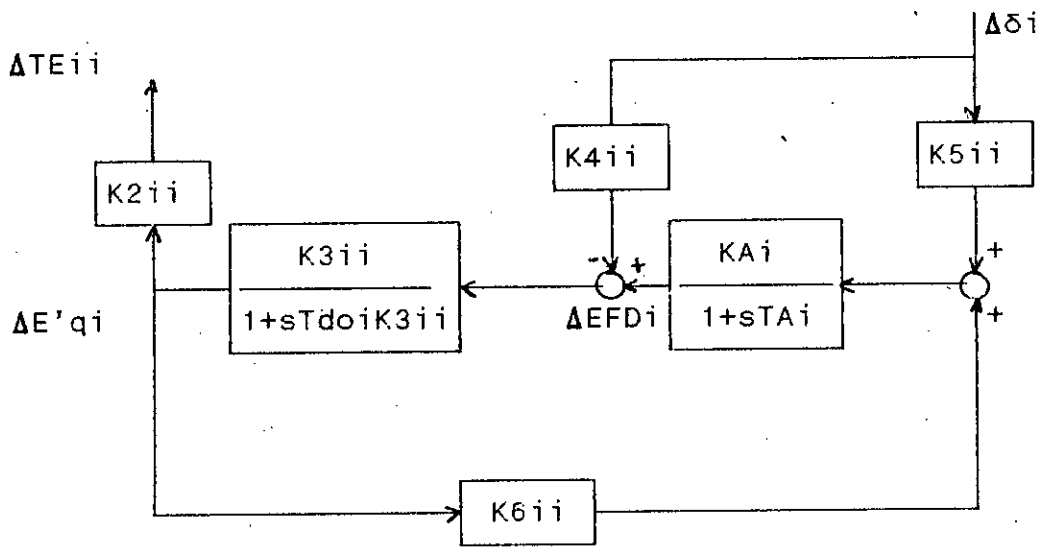 Δδi
ΔTEii
K4ii
K5ii
K2ii
K3ii
1+sTdoiK3ii
KAi
1+sTAi
- +
+
+
ΔE'qi
ΔEFDi
K6ii